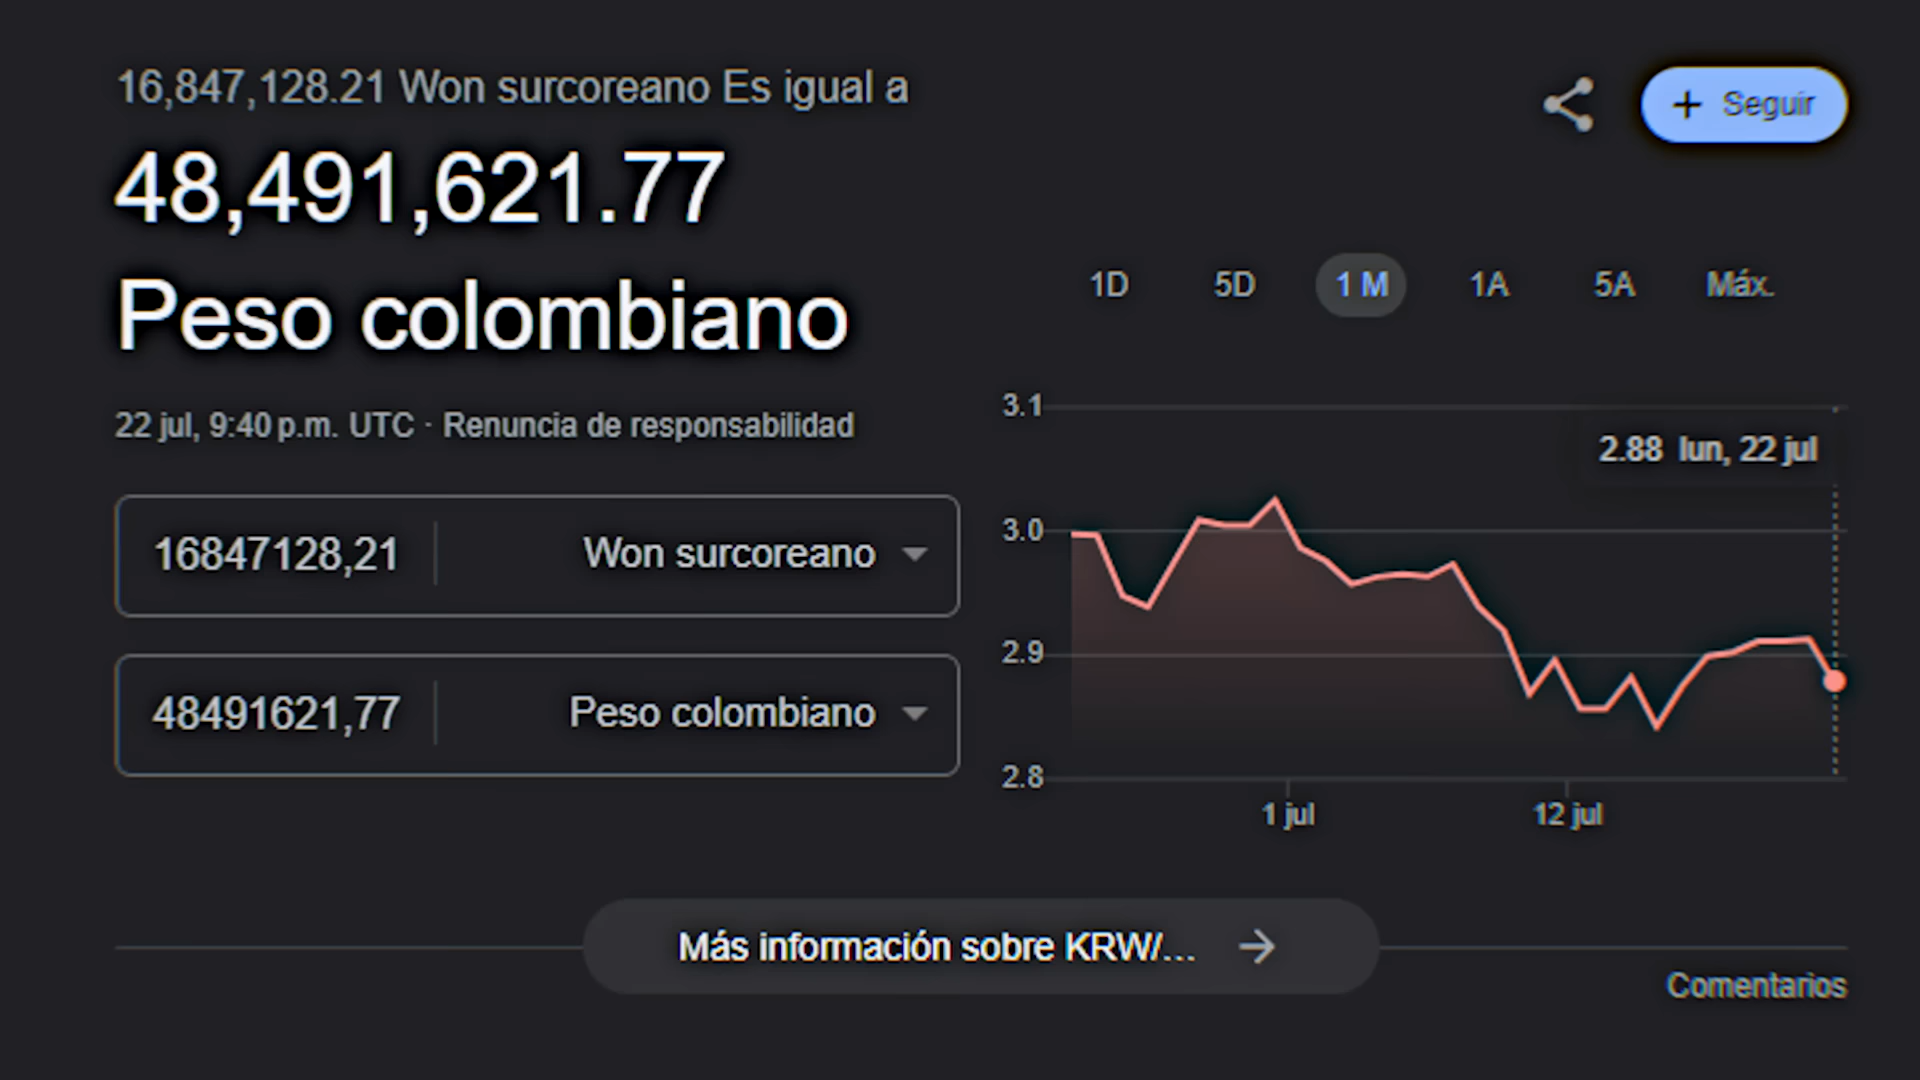 16,847,128.21 Won surcoreano Es igual a
48,491,621.77
Peso colombiano
22 jul, 9:40 p.m. UTC · Renuncia de responsabilidad
16847128,21 Won surcoreano
48491621,77 Peso colombiano
+ Seguir
1D 5D 1 M 1A 5A Máx.
3.1
2.88 lun, 22 jul
3.0
2.9
2.8
1 jul 12 jul
Más información sobre KRW/...
Comentarios